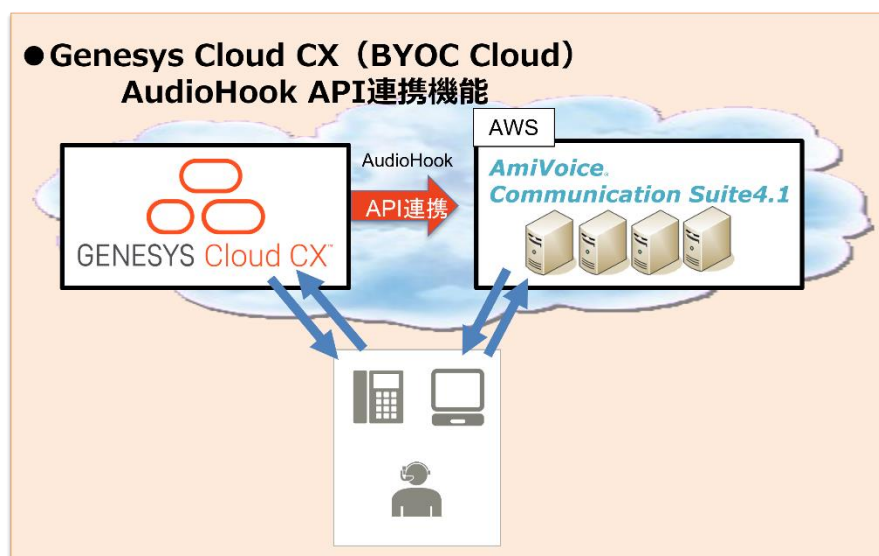 ●Genesys Cloud CX（BYOC Cloud）
AudioHook API連携機能
AWS
AudioHook
API連携
GENESYS Cloud CX™
AmiVoice®
Communication Suite4.1